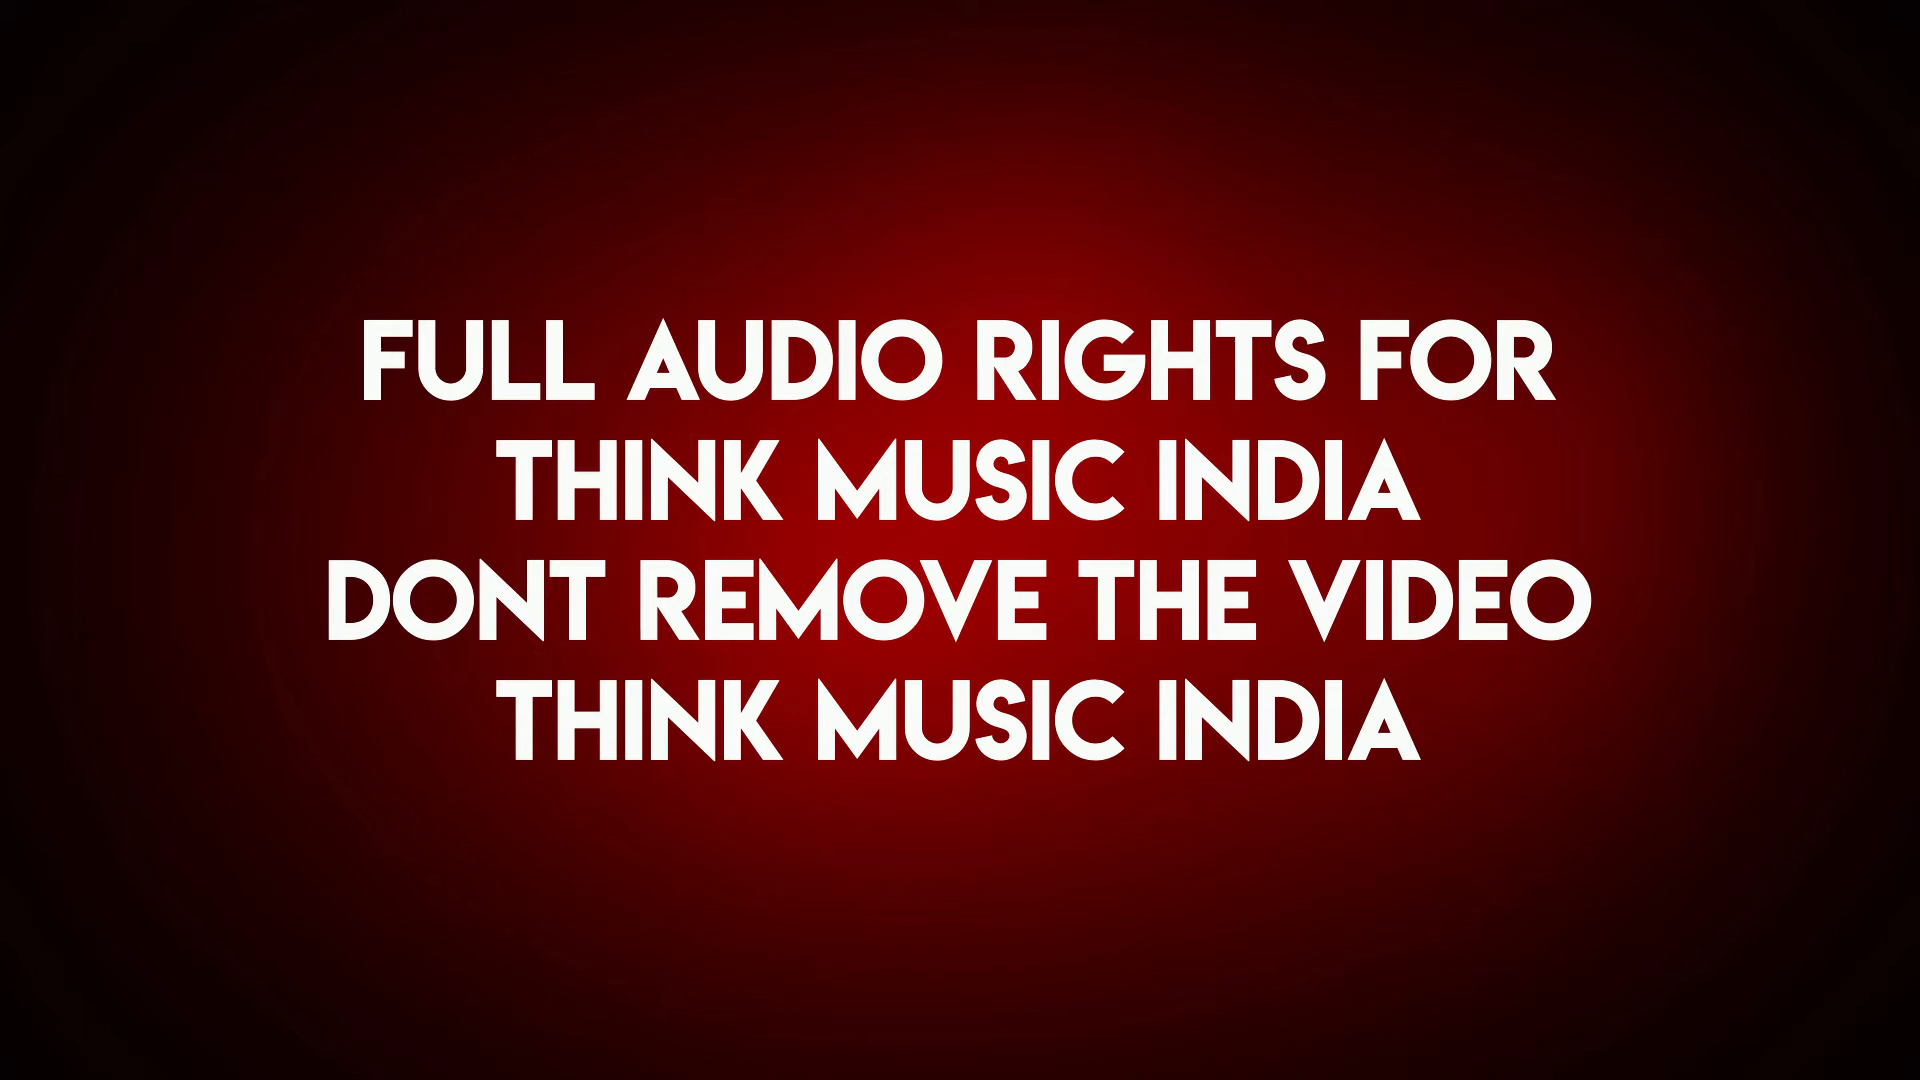 FULL AUDIO RIGHTS FOR
THINK MUSIC INDIA
DONT REMOVE THE VIDEO
THINK MUSIC INDIA